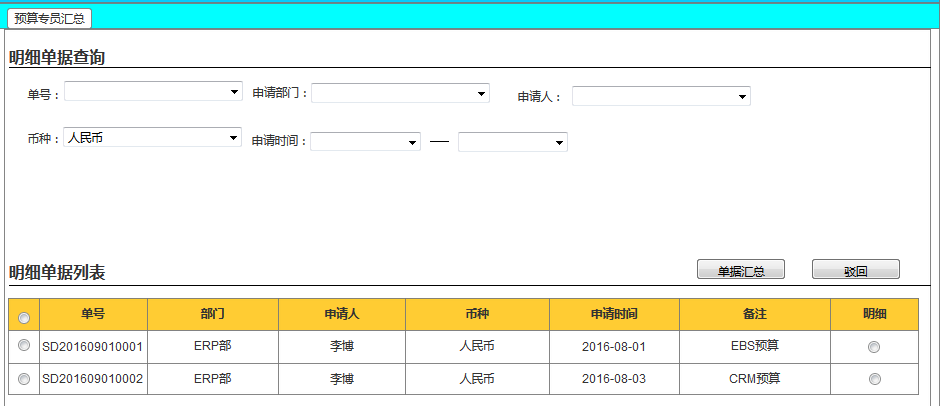 预算专员汇总
明细单据查询
单号： 申请部门： 申请人：
币种： 人民币 申请时间： —
明细单据列表 单据汇总 驳回
单号 部门 申请人 币种 申请时间 备注 明细
SD201609010001 ERP部 李博 人民币 2016-08-01 EBS预算
SD201609010002 ERP部 李博 人民币 2016-08-03 CRM预算